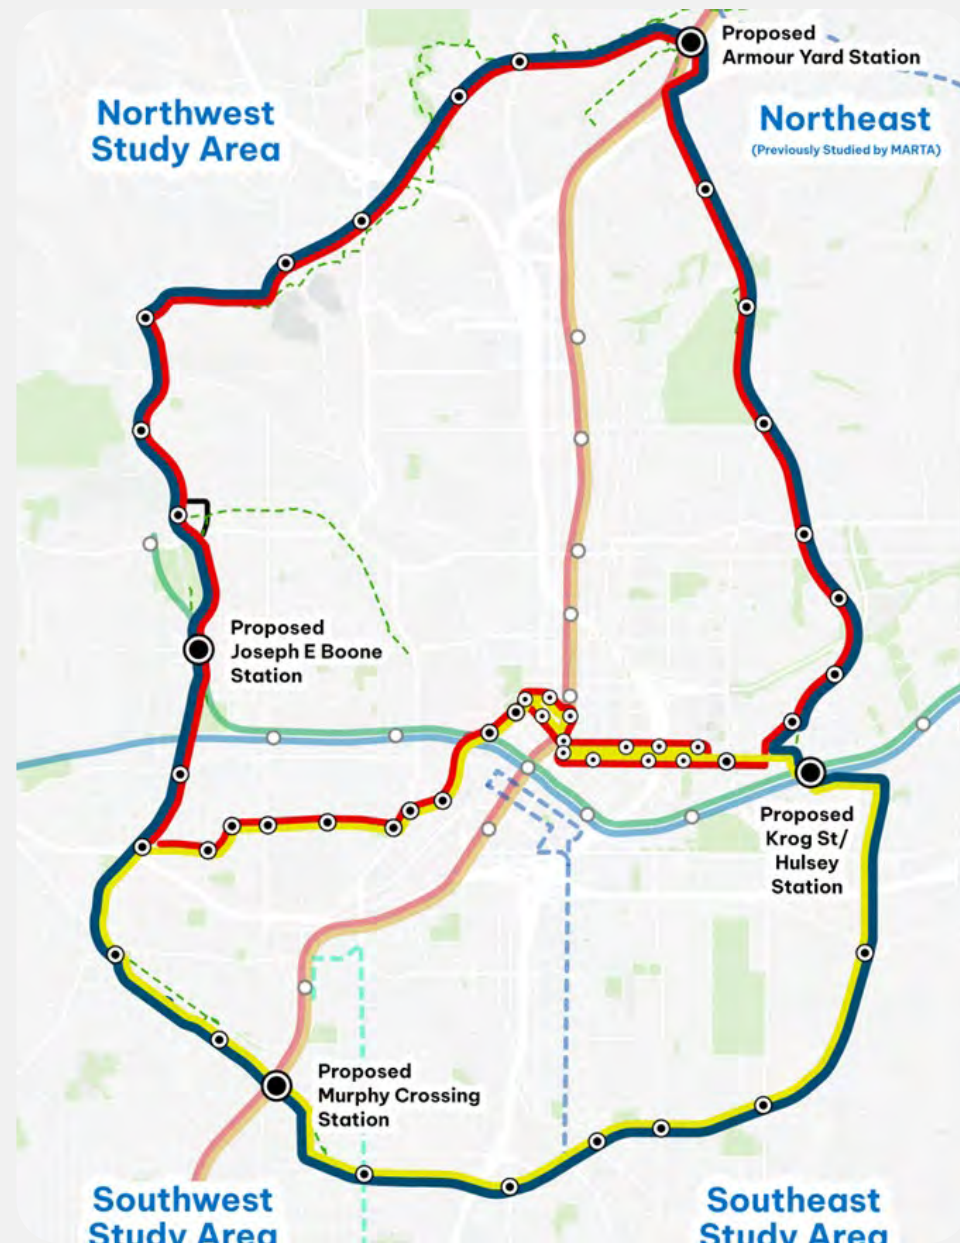 Proposed
Armour Yard Station
Northwest
Study Area
Northeast
(Previously Studied by MARTA)
Proposed
Joseph E Boone
Station
Proposed
Krog St/
Hulsey
Station
Proposed
Murphy Crossing
Station
Southwest
Study Area
Southeast
Study Area